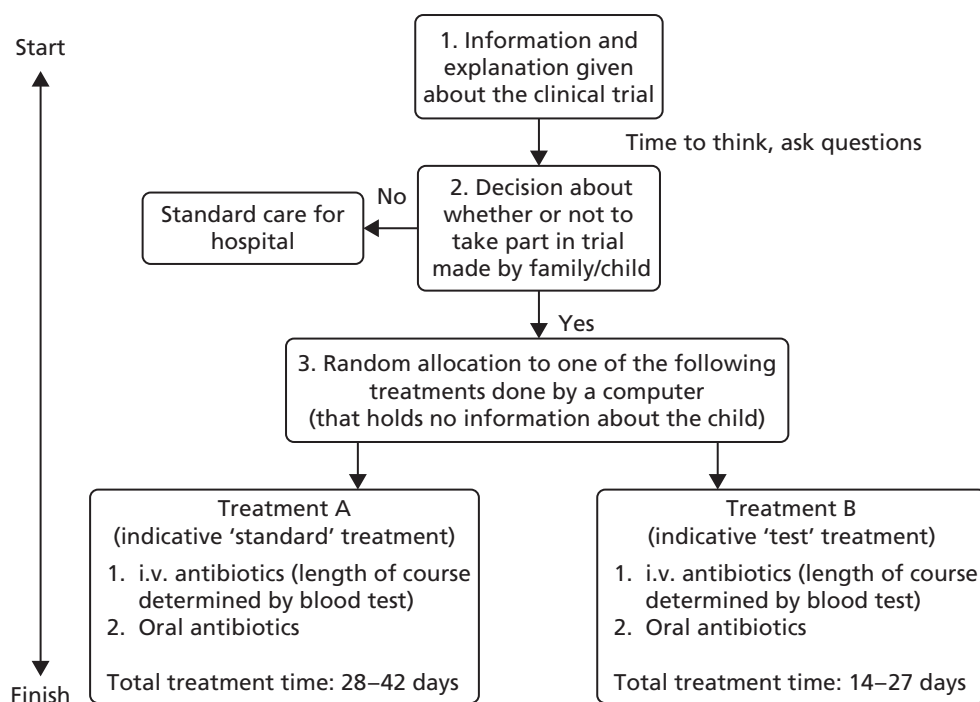 Start
1. Information and
explanation given
about the clinical trial
Time to think, ask questions
2. Decision about
whether or not to
take part in trial
made by family/child
No
Standard care for
hospital
Yes
3. Random allocation to one of the following
treatments done by a computer
(that holds no information about the child)
Treatment A
(indicative ‘standard’ treatment)
1. i.v. antibiotics (length of course
determined by blood test)
2. Oral antibiotics
Total treatment time: 28–42 days
Treatment B
(indicative ‘test’ treatment)
1. i.v. antibiotics (length of course
determined by blood test)
2. Oral antibiotics
Total treatment time: 14–27 days
Finish